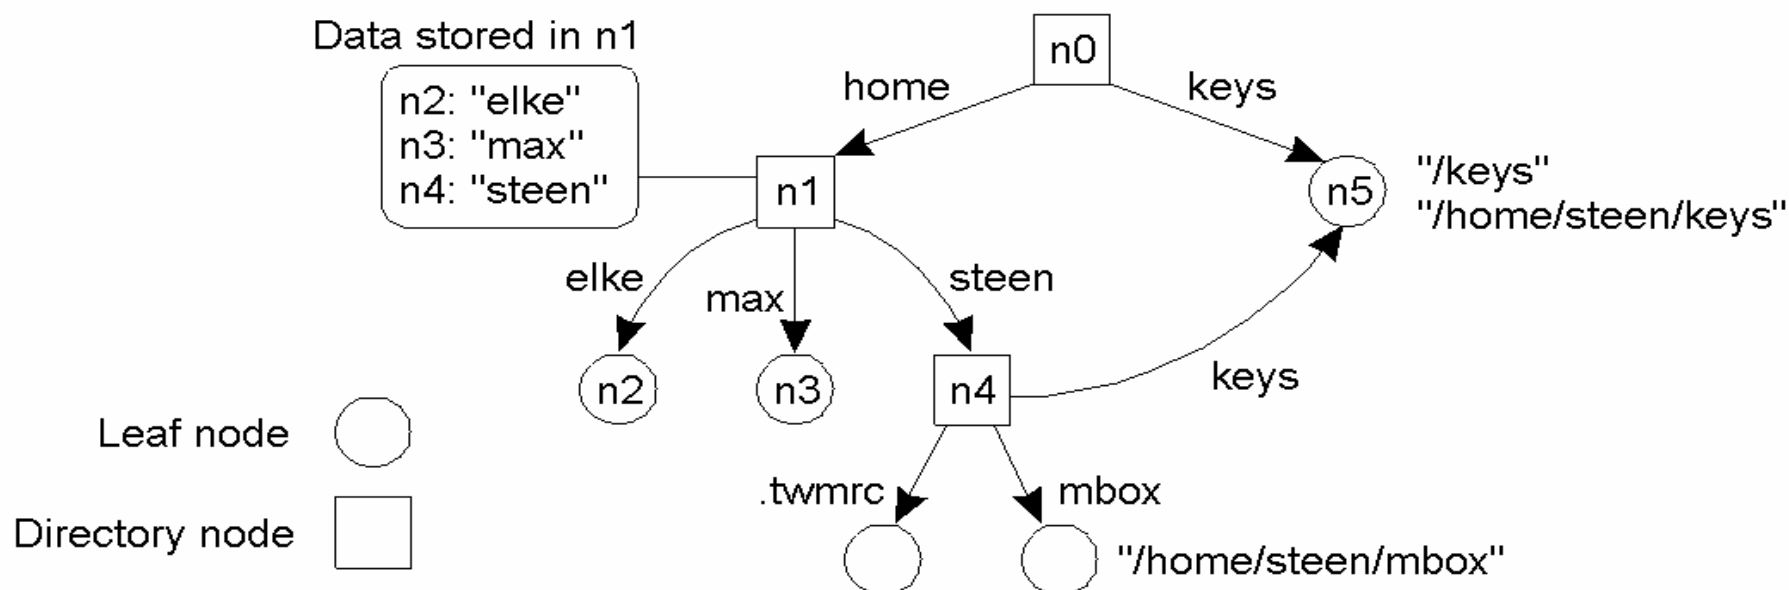 Data stored in n1
n0
home
keys
n2: "elke"
n3: "max"
n4: "steen"
n1
n5
"/keys"
"/home/steen/keys"
elke
max
steen
keys
n2
n3
n4
Leaf node
.twmrc
mbox
Directory node
"/home/steen/mbox"